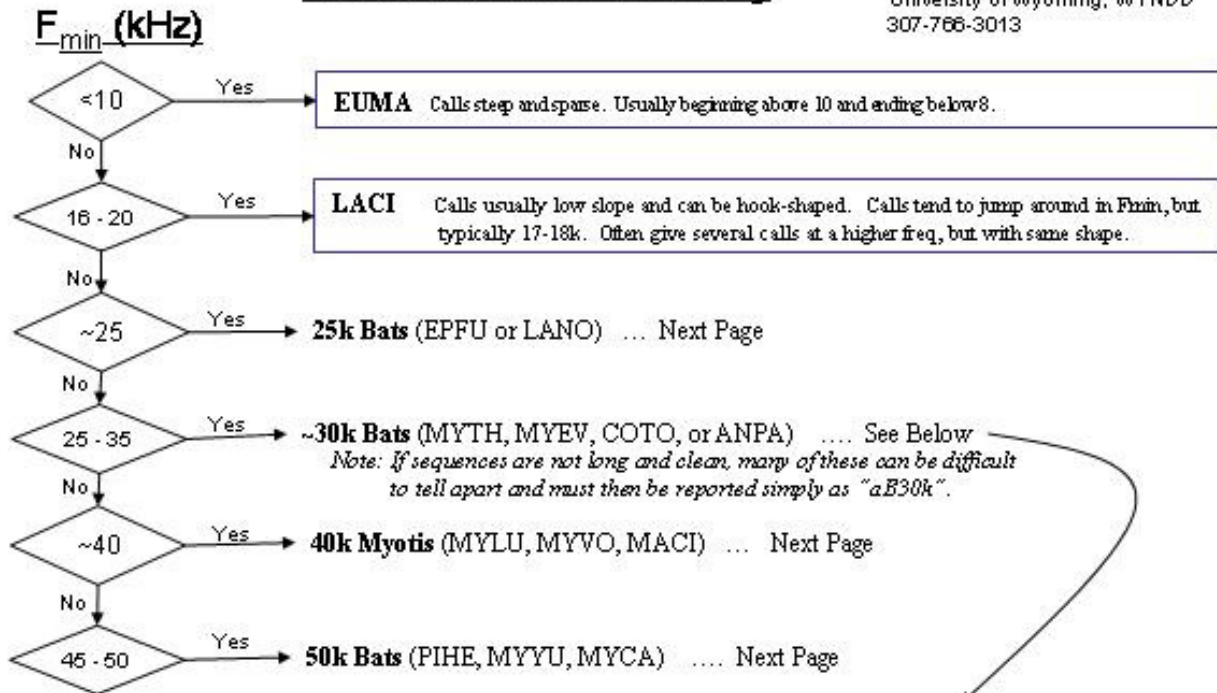 University of Wyoming, WYNDD
307-766-3013
Fmin (kHz)
<10
Yes
EUMA Calls steep and sparse. Usually beginning above 10 and ending below 8.
No
16 - 20
Yes
LACI Calls usually low slope and can be hook-shaped. Calls tend to jump around in Fmin, but
typically 17-18k. Often give several calls at a higher freq, but with same shape.
No
~25
Yes
25k Bats (EPFU or LANO) ... Next Page
No
25 - 35
Yes
~30k Bats (MYTH, MYEV, COTO, or ANPA) .... See Below
Note: If sequences are not long and clean, many of these can be difficult
to tell apart and must then be reported simply as "aB30k".
No
~40
Yes
40k Myotis (MYLU, MYVO, MACI) ... Next Page
No
45 - 50
Yes
50k Bats (PIHE, MYYU, MYCA) .... Next Page